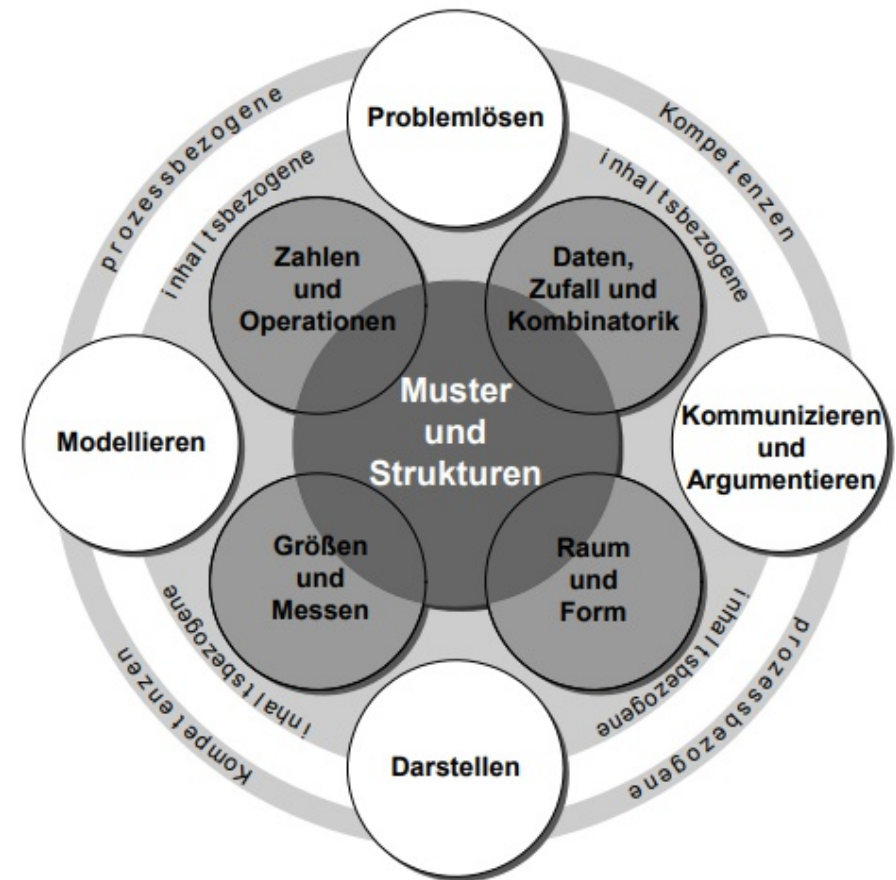 Problemlösen
prozessbezogene
Kompetenzen
inhaltsbezogene
inhaltsbezogene
Zahlen
und
Operationen
Daten,
Zufall und
Kombinatorik
Muster
und
Strukturen
Modellieren
Kommunizieren
und
Argumentieren
Größen
und
Messen
Raum
und
Form
inhaltsbezogene
inhaltsbezogene
Kompetenzen
prozessbezogene
Darstellen